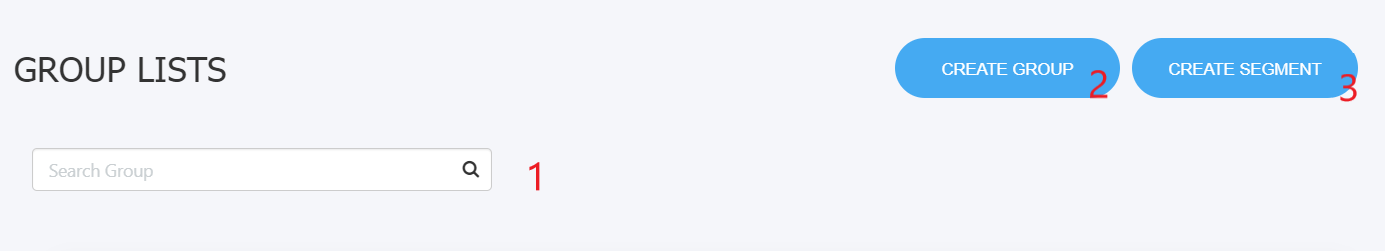 GROUP LISTS
CREATE GROUP 2
CREATE SEGMENT 3
Search Group 1